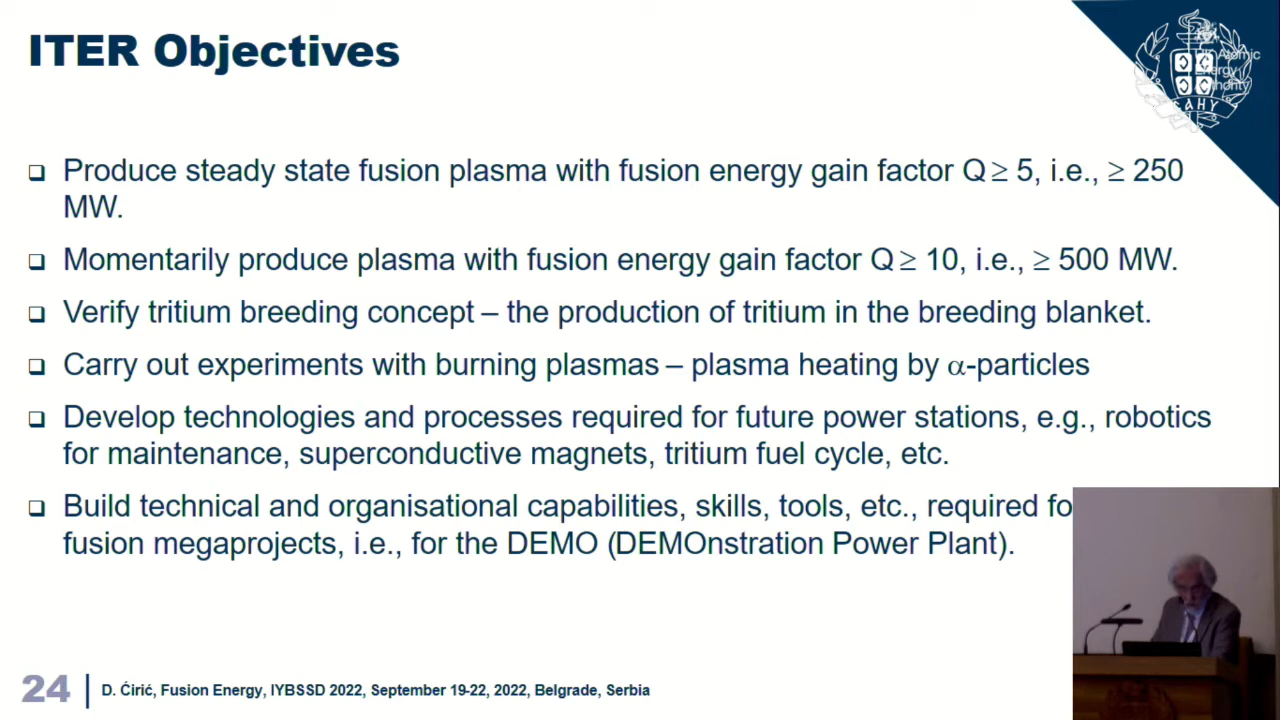 ITER Objectives
Produce steady state fusion plasma with fusion energy gain factor Q ≥ 5, i.e., ≥ 250
MW.
Momentarily produce plasma with fusion energy gain factor Q ≥ 10, i.e., ≥ 500 MW.
Verify tritium breeding concept – the production of tritium in the breeding blanket.
Carry out experiments with burning plasmas – plasma heating by α-particles
Develop technologies and processes required for future power stations, e.g., robotics
for maintenance, superconductive magnets, tritium fuel cycle, etc.
Build technical and organisational capabilities, skills, tools, etc., required fo
fusion megaprojects, i.e., for the DEMO (DEMOnstration Power Plant).
24
D. Ćirić, Fusion Energy, IYBSSD 2022, September 19-22, 2022, Belgrade, Serbia
САНУ
Energy